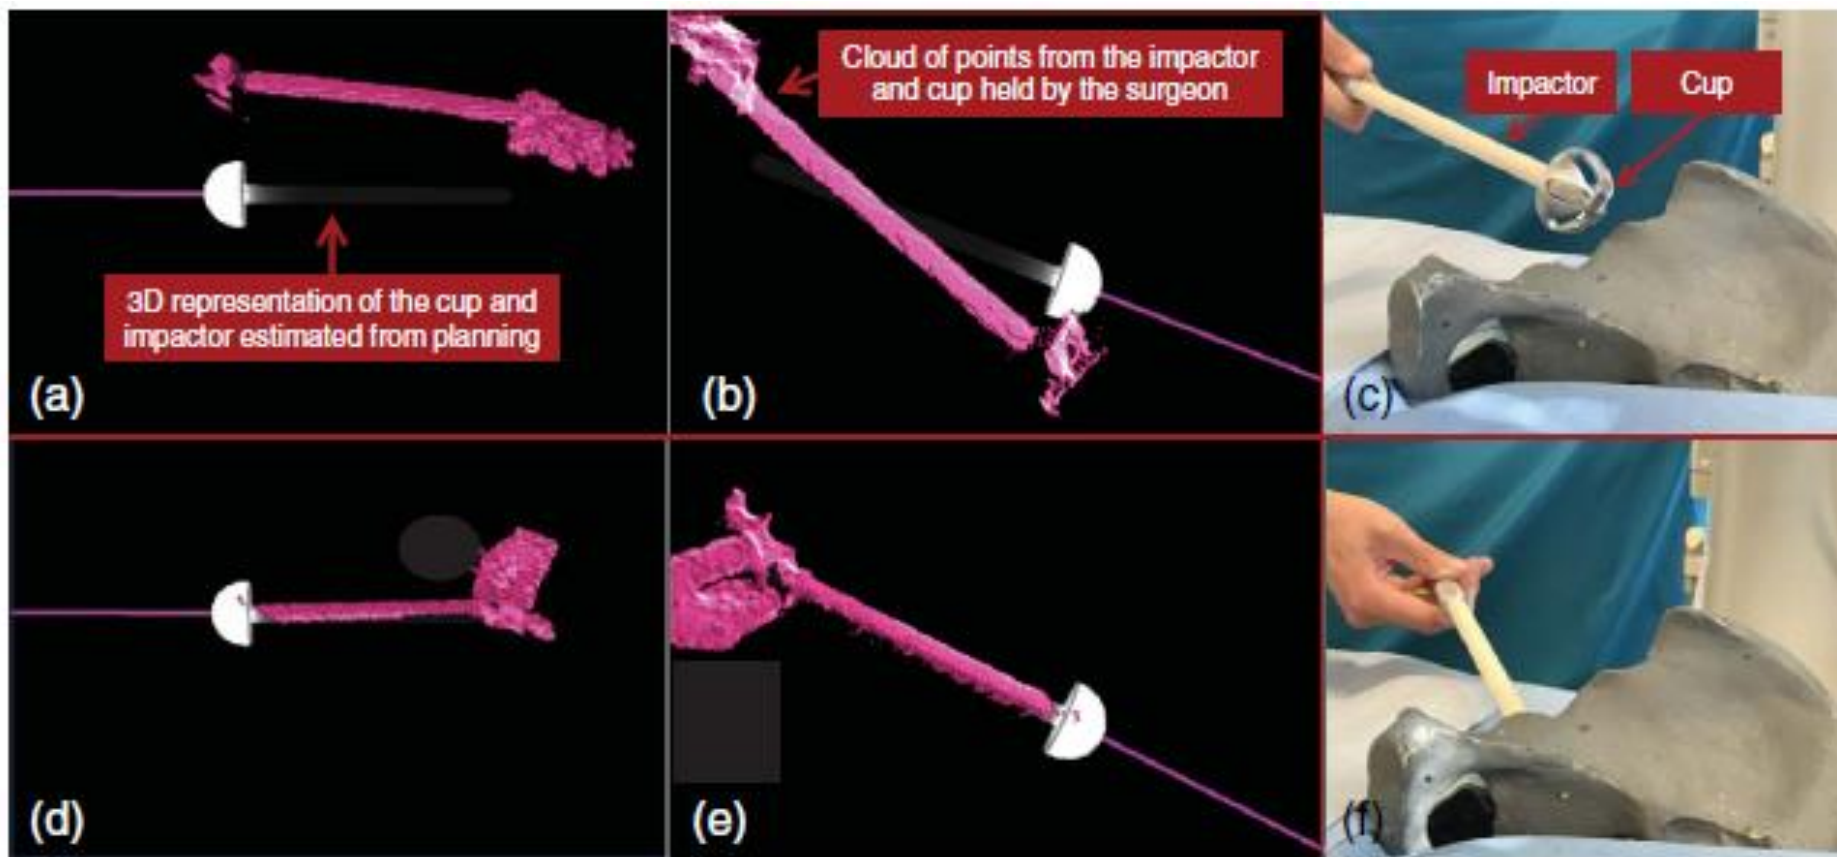 Cloud of points from the impactor
and cup held by the surgeon
Impactor
Cup
3D representation of the cup and
impactor estimated from planning
(a)
(b)
(c)
(d)
(e)
(f)